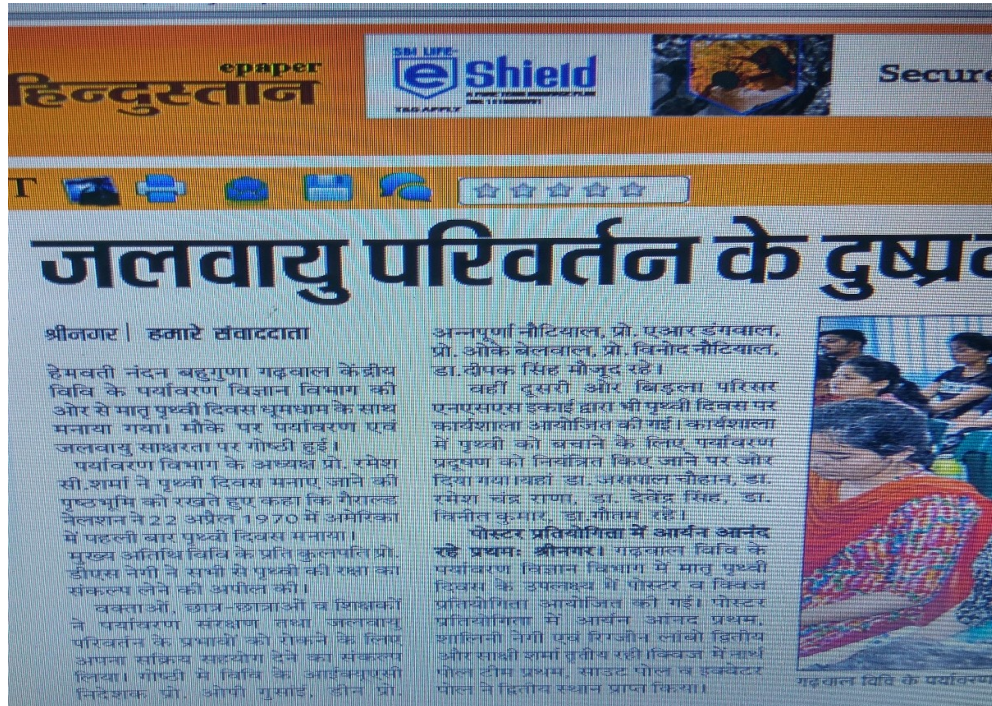 epaper
हिन्दुस्तान
SBI LIFE-
eShield
T&C APPLY
Secure
T
जलवायु परिवर्तन के
श्रीनगर | हमारे संवाददाता
हेमवती नंदन बहुगुणा गढ़वाल केंद्रीय
विवि के पर्यावरण विज्ञान विभाग की
ओर से मातृ पृथ्वी दिवस धूमधाम के साथ
मनाया गया। मौके पर पर्यावरण एवं
जलवायु साक्षरता पर गोष्ठी हुई।
पर्यावरण विभाग के अध्यक्ष प्रो. रमेश
सी.शर्मा ने पृथ्वी दिवस मनाए जाने की
पृष्ठभूमि को रखते हुए कहा कि गैराल्ड
नेलशन ने 22 अप्रैल 1970 में अमेरिका
में पहली बार पृथ्वी दिवस मनाया।
मुख्य अतिथि विवि के प्रति कुलपति प्रो.
डीएस नेगी ने सभी से पृथ्वी की रक्षा का
संकल्प लेने की अपील की।
वक्ताओं, छात्र-छात्राओं व शिक्षकों
ने पर्यावरण संरक्षण तथा जलवायु
परिवर्तन के प्रभावों को रोकने के लिए
अपना सक्रिय सहयोग देने का संकल्प
लिया। गोष्ठी में विवि के आईक्यूएसी
निदेशक प्रो. ओपी गुसाईं, डीन प्रो.
अन्नपूर्णा नौटियाल, प्रो. एआर डंगवाल,
प्रो. ओके बेलवाल, प्रो. विनोद नौटियाल,
डा.दीपक सिंह मौजूद रहे।
वहीं दूसरी ओर बिड़ला परिसर
एनएसएस इकाई द्वारा भी पृथ्वी दिवस पर
कार्यशाला आयोजित की गई। कार्यशाला
में पृथ्वी को बचाने के लिए पर्यावरण
प्रदूषण को नियंत्रित किए जाने पर जोर
दिया गया।यहां डा. जसपाल चौहान, डा.
रमेश चंद्र राणा, डा. देवेंद्र सिंह, डा.
विनीत कुमार, डा.गौतम रहे।
पोस्टर प्रतियोगिता में आर्यन आनंद
रहे प्रथमः श्रीनगर। गढ़वाल विवि के
पर्यावरण विज्ञान विभाग में मातृ पृथ्वी
दिवस के उपलक्ष्य में पोस्टर व क्विज
प्रतियोगिता आयोजित की गई। पोस्टर
प्रतियोगिता में आर्यन आनंद प्रथम,
शालिनी नेगी एवं रिग्जीन लांबो द्वितीय
और साक्षी शर्मा तृतीय रही।क्विज में नार्थ
पोल टीम प्रथम, साउट पोल व इक्वेटर
पोल ने द्वितीय स्थान प्राप्त किया।
गढ़वाल विवि के पर्यावरण